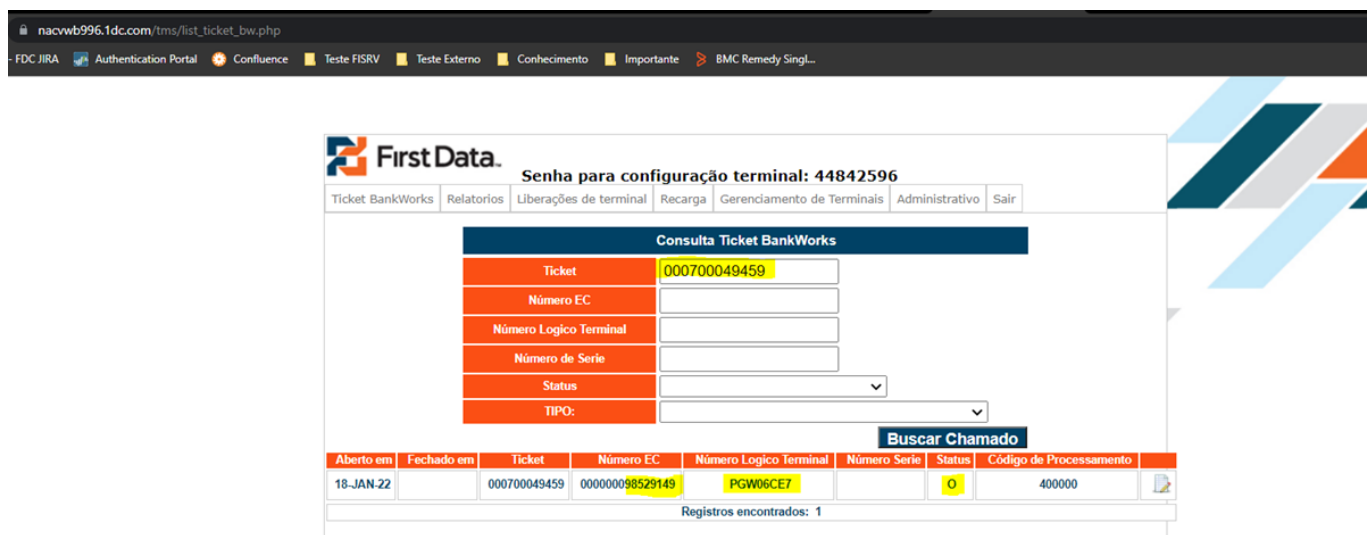 nacvwb996.1dc.com/tms/list_ticket_bw.php
- FDC JIRA Authentication Portal Confluence Teste FISRV Teste Externo Conhecimento Importante BMC Remedy Singl...
First Data.
Senha para configuração terminal: 44842596
Ticket BankWorks Relatorios Liberações de terminal Recarga Gerenciamento de Terminais Administrativo Sair
Consulta Ticket BankWorks
Ticket 000700049459
Número EC
Número Logico Terminal
Número de Serie
Status
TIPO:
Buscar Chamado
Aberto em Fechado em Ticket Número EC Número Logico Terminal Número Serie Status Código de Processamento
18-JAN-22 000700049459 000000098529149 PGW06CE7 O 400000
Registros encontrados: 1